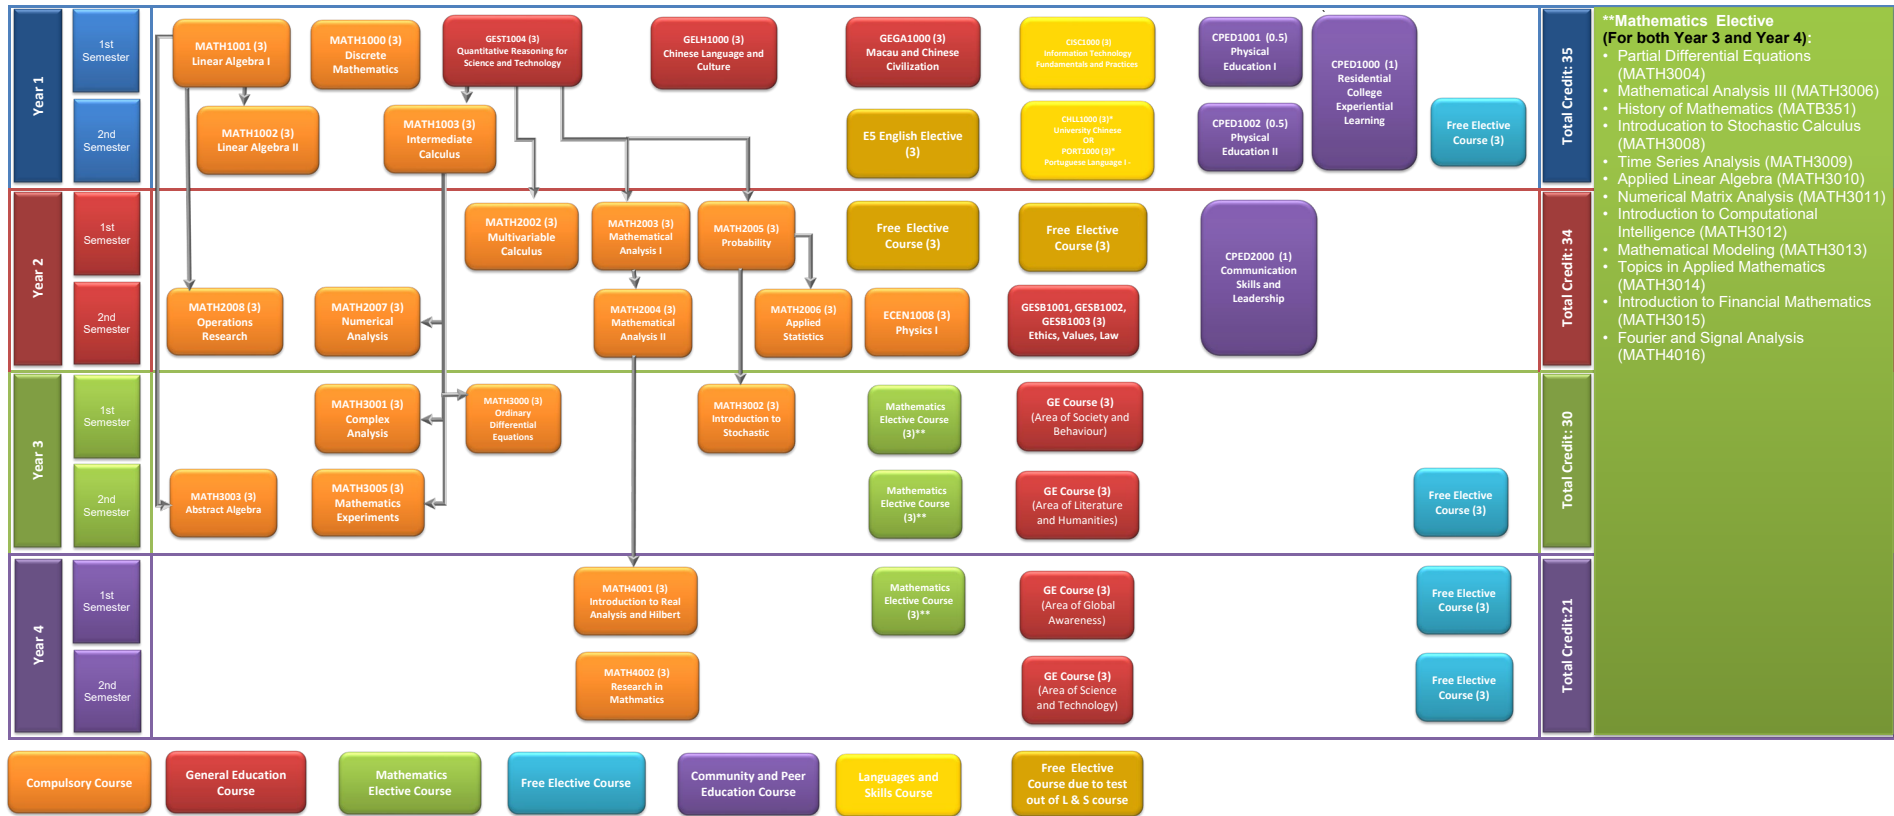 Year 1
1st
Semester
MATH1001 (3)
Linear Algebra I
MATH1000 (3)
Discrete
Mathematics
GEST1004 (3)
Quantitative Reasoning for
Science and Technology
GELH1000 (3)
Chinese Language and
Culture
GEGA1000 (3)
Macau and Chinese
Civilization
CISC1000 (3)
Information Technology
Fundamentals and Practices
CPED1001 (0.5)
Physical
Education I
CPED1000 (1)
Residential
College
Experiential
Learning
2nd
Semester
MATH1002 (3)
Linear Algebra II
MATH1003 (3)
Intermediate
Calculus
E5 English Elective
(3)
CHLL1000 (3)*
University Chinese
OR
PORT1000 (3)*
Portuguese Language I -
CPED1002 (0.5)
Physical
Education II
Free Elective
Course (3)
Total Credit: 35
Year 2
1st
Semester
MATH2002 (3)
Multivariable
Calculus
MATH2003 (3)
Mathematical
Analysis I
MATH2005 (3)
Probability
Free Elective
Course (3)
Free Elective
Course (3)
CPED2000 (1)
Communication
Skills and
Leadership
2nd
Semester
MATH2008 (3)
Operations
Research
MATH2007 (3)
Numerical
Analysis
MATH2004 (3)
Mathematical
Analysis II
MATH2006 (3)
Applied
Statistics
ECEN1008 (3)
Physics I
GESB1001, GESB1002,
GESB1003 (3)
Ethics, Values, Law
Total Credit: 34
Year 3
1st
Semester
MATH3001 (3)
Complex
Analysis
MATH3000 (3)
Ordinary
Differential
Equations
MATH3002 (3)
Introduction to
Stochastic
Mathematics
Elective Course
(3)**
GE Course (3)
(Area of Society and
Behaviour)
2nd
Semester
MATH3003 (3)
Abstract Algebra
MATH3005 (3)
Mathematics
Experiments
Mathematics
Elective Course
(3)**
GE Course (3)
(Area of Literature
and Humanities)
Free Elective
Course (3)
Total Credit: 30
Year 4
1st
Semester
MATH4001 (3)
Introduction to Real
Analysis and Hilbert
Mathematics
Elective Course
(3)**
GE Course (3)
(Area of Global
Awareness)
Free Elective
Course (3)
2nd
Semester
MATH4002 (3)
Research in
Mathmatics
GE Course (3)
(Area of Science
and Technology)
Free Elective
Course (3)
Total Credit:21
**Mathematics Elective
(For both Year 3 and Year 4):
• Partial Differential Equations
(MATH3004)
• Mathematical Analysis III (MATH3006)
• History of Mathematics (MATB351)
• Introducation to Stochastic Calculus
(MATH3008)
• Time Series Analysis (MATH3009)
• Applied Linear Algebra (MATH3010)
• Numerical Matrix Analysis (MATH3011)
• Introduction to Computational
Intelligence (MATH3012)
• Mathematical Modeling (MATH3013)
• Topics in Applied Mathematics
(MATH3014)
• Introduction to Financial Mathematics
(MATH3015)
• Fourier and Signal Analysis
(MATH4016)
Compulsory Course
General Education
Course
Mathematics
Elective Course
Free Elective Course
Community and Peer
Education Course
Languages and
Skills Course
Free Elective
Course due to test
out of L & S course